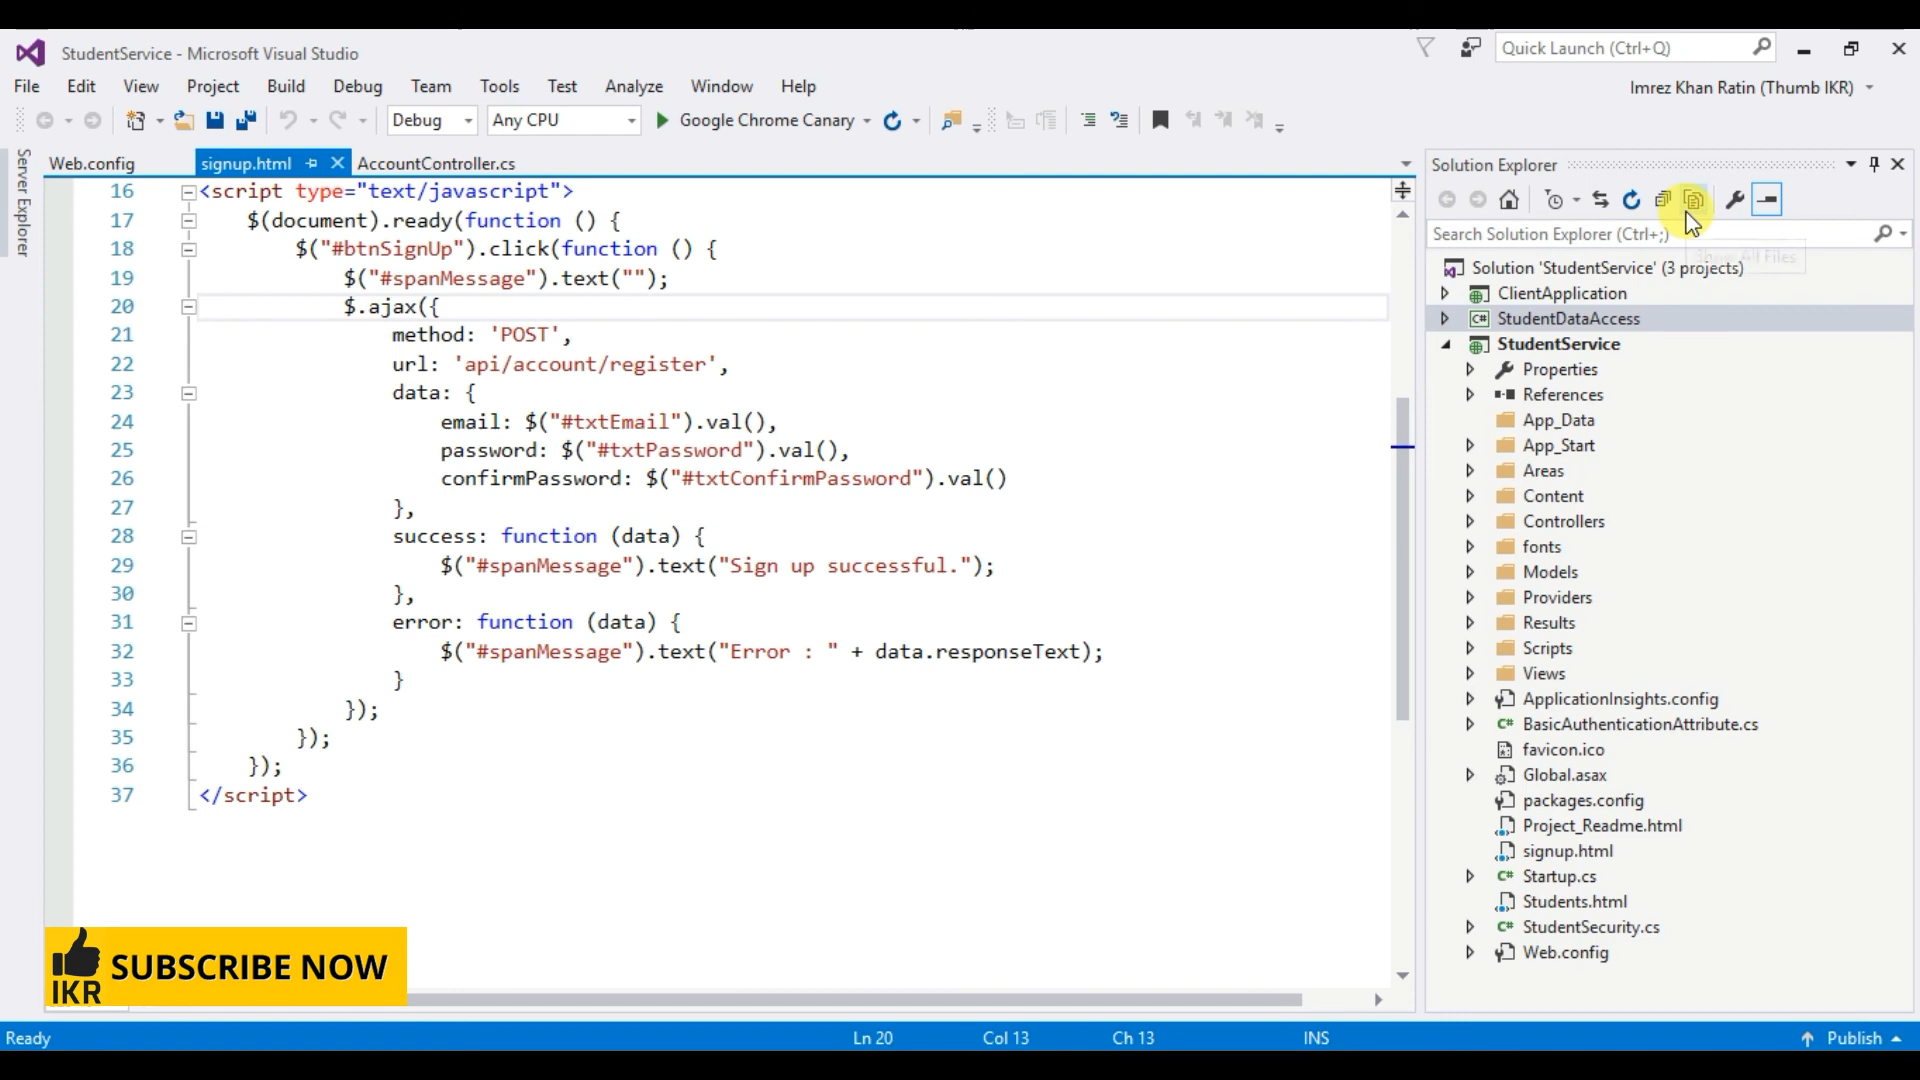 StudentService - Microsoft Visual Studio
Quick Launch (Ctrl+Q)
File Edit View Project Build Debug Team Tools Test Analyze Window Help
Imrez Khan Ratin (Thumb IKR)
Debug Any CPU Google Chrome Canary
Server Explorer
Web.config signup.html AccountController.cs
16 <script type="text/javascript">
17 $(document).ready(function () {
18 $("#btnSignUp").click(function () {
19 $("#spanMessage").text("");
20 $.ajax({
21 method: 'POST',
22 url: 'api/account/register',
23 data: {
24 email: $("#txtEmail").val(),
25 password: $("#txtPassword").val(),
26 confirmPassword: $("#txtConfirmPassword").val()
27 },
28 success: function (data) {
29 $("#spanMessage").text("Sign up successful.");
30 },
31 error: function (data) {
32 $("#spanMessage").text("Error : " + data.responseText);
33 }
34 });
35 });
36 });
37 </script>
Solution Explorer
Search Solution Explorer (Ctrl+;)
Show All Files
Solution 'StudentService' (3 projects)
ClientApplication
C# StudentDataAccess
StudentService
Properties
References
App_Data
App_Start
Areas
Content
Controllers
fonts
Models
Providers
Results
Scripts
Views
ApplicationInsights.config
C# BasicAuthenticationAttribute.cs
favicon.ico
Global.asax
packages.config
Project_Readme.html
signup.html
C# Startup.cs
Students.html
C# StudentSecurity.cs
Web.config
IKR SUBSCRIBE NOW
Ready Ln 20 Col 13 Ch 13 INS Publish